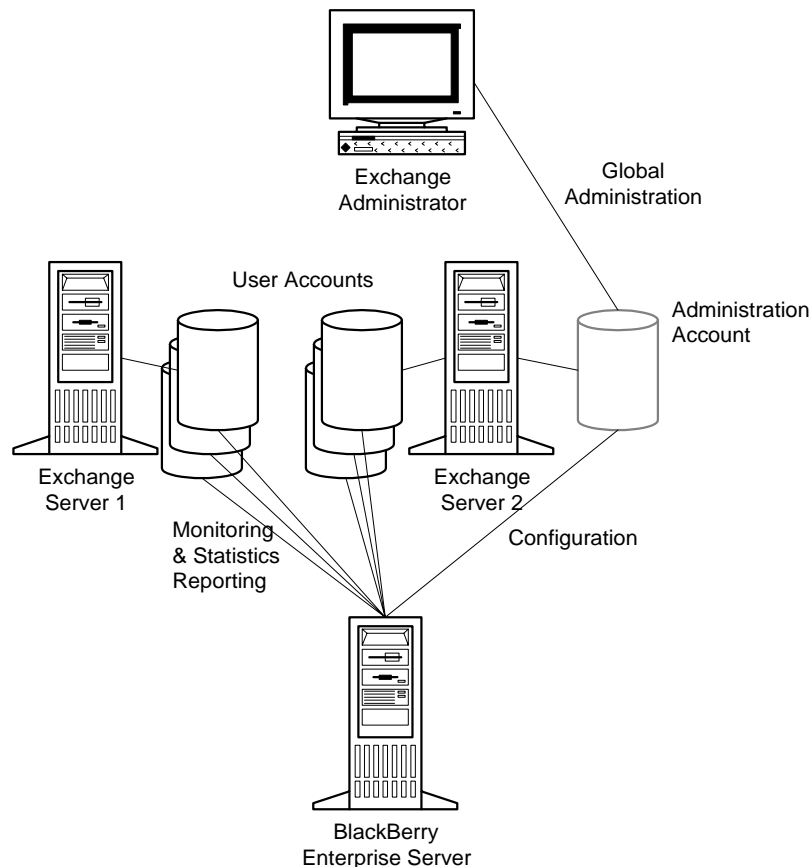 Exchange
Administrator
Global
Administration
User Accounts
Administration
Account
Exchange
Server 1
Exchange
Server 2
Monitoring
& Statistics
Reporting
Configuration
BlackBerry
Enterprise Server